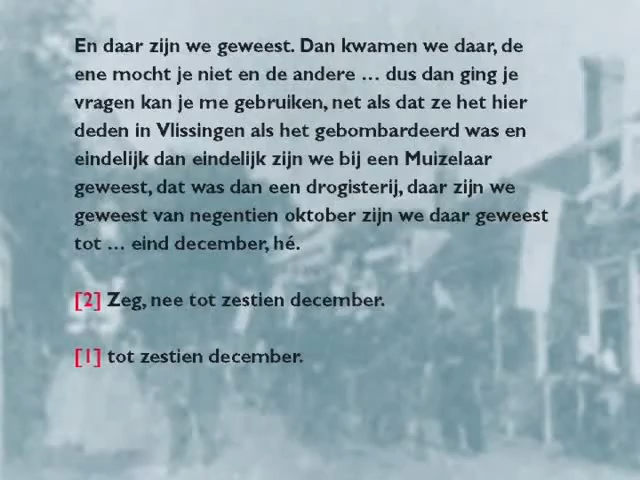 En daar zijn we geweest. Dan kwamen we daar, de
ene mocht je niet en de andere … dus dan ging je
vragen kan je me gebruiken, net als dat ze het hier
deden in Vlissingen als het gebombardeerd was en
eindelijk dan eindelijk zijn we bij een Muizelaar
geweest, dat was dan een drogisterij, daar zijn we
geweest van negentien oktober zijn we daar geweest
tot … eind december, hé.
[2] Zeg, nee tot zestien december.
[1] tot zestien december.